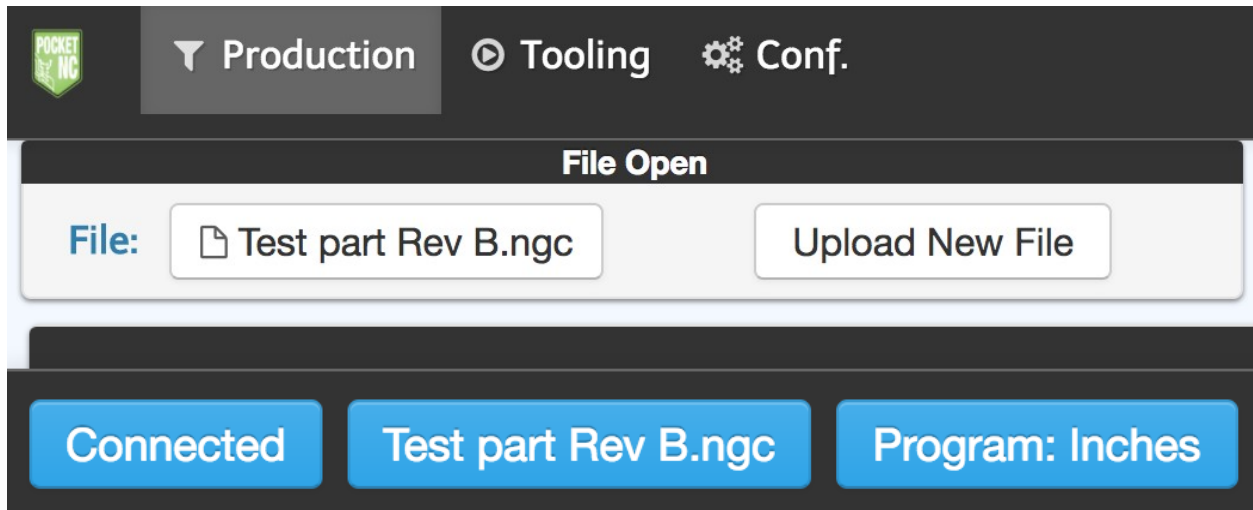 POCKET NC Production Tooling Conf.
File Open
File: Test part Rev B.ngc Upload New File
Connected Test part Rev B.ngc Program: Inches